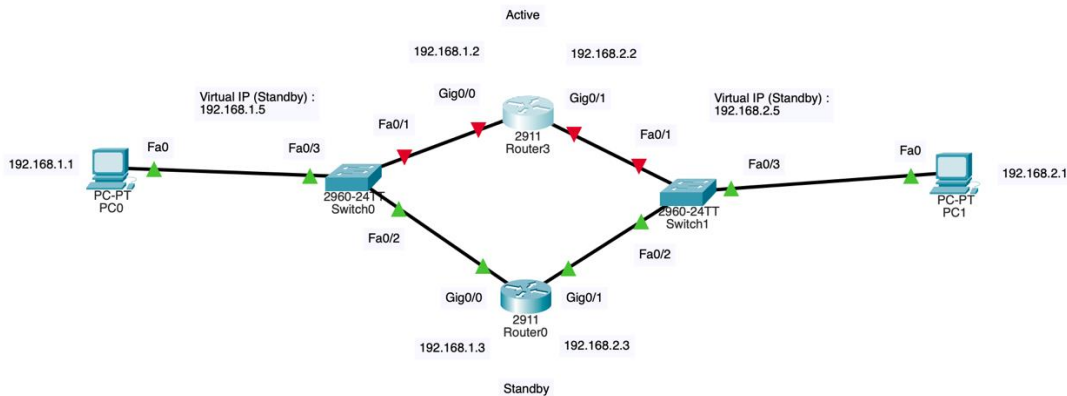 Active
192.168.1.2
192.168.2.2
Virtual IP (Standby) :
192.168.1.5
Gig0/0
Gig0/1
Virtual IP (Standby) :
192.168.2.5
2911
Router3
Fa0/1
Fa0/1
192.168.1.1
Fa0
Fa0/3
Fa0/3
Fa0
192.168.2.1
PC-PT
PC0
2960-24TT
Switch0
2960-24TT
Switch1
PC-PT
PC1
Fa0/2
Fa0/2
Gig0/0
Gig0/1
2911
Router0
192.168.1.3
192.168.2.3
Standby